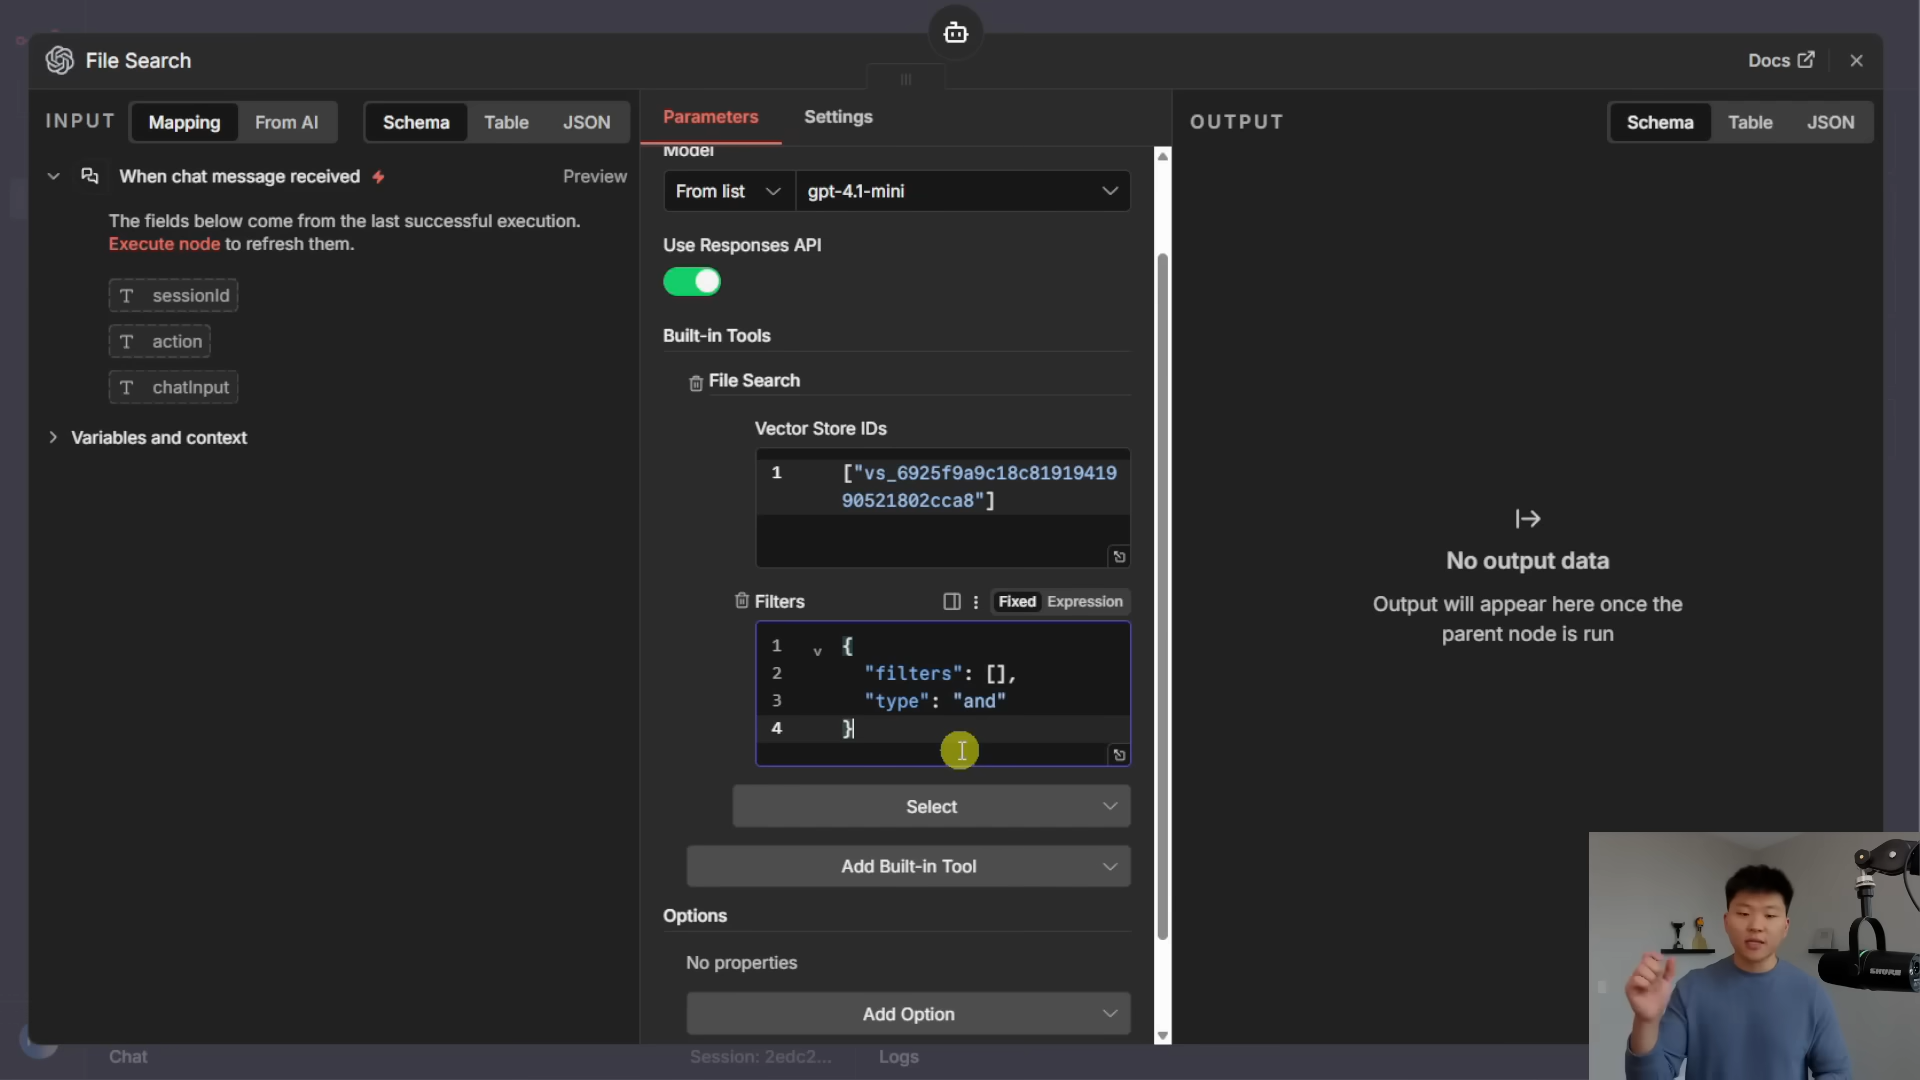 File Search
Docs
INPUT
Mapping
From AI
Schema
Table
JSON
When chat message received
Preview
The fields below come from the last successful execution.
Execute node to refresh them.
T sessionId
T action
T chatInput
Variables and context
Parameters
Settings
Model
From list
gpt-4.1-mini
Use Responses API
Built-in Tools
File Search
Vector Store IDs
1 ["vs_6925f9a9c18c81919419
90521802cca8"]
Filters
Fixed
Expression
1 {
2 "filters": [],
3 "type": "and"
4 }
Select
Add Built-in Tool
Options
No properties
Add Option
OUTPUT
Schema
Table
JSON
No output data
Output will appear here once the
parent node is run
Chat
Session: 2edc2...
Logs
SHURE